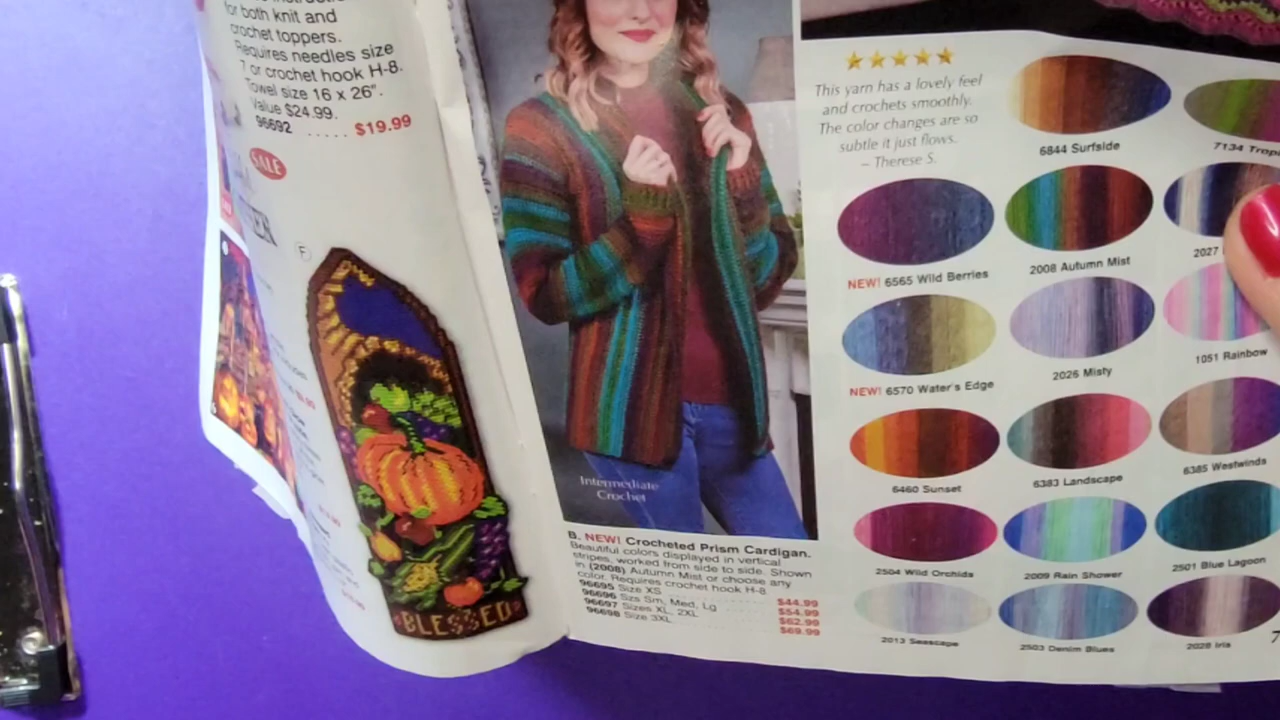 for both knit and
crochet toppers.
Requires needles size
7 or crochet hook H-8.
Towel size 16 x 26".
Value $24.99.
96692 ..... $19.99
SALE
F
BLESSED
Intermediate
Crochet
B. NEW! Crocheted Prism Cardigan.
Beautiful colors displayed in vertical
stripes, worked from side to side. Shown
in (2008) Autumn Mist or choose any
color. Requires crochet hook H-8.
96695 Size XS $44.99
96696 Szs Sm, Med, Lg $54.99
96697 Sizes XL, 2XL $62.99
96698 Size 3XL $69.99
This yarn has a lovely feel
and crochets smoothly.
The color changes are so
subtle it just flows.
– Therese S.
6844 Surfside
7134 Trop
NEW! 6565 Wild Berries
2008 Autumn Mist
2027
NEW! 6570 Water's Edge
2026 Misty
1051 Rainbow
6460 Sunset
6383 Landscape
6385 Westwinds
2504 Wild Orchids
2009 Rain Shower
2501 Blue Lagoon
2013 Seascape
2503 Denim Blues
2028 Iris
7